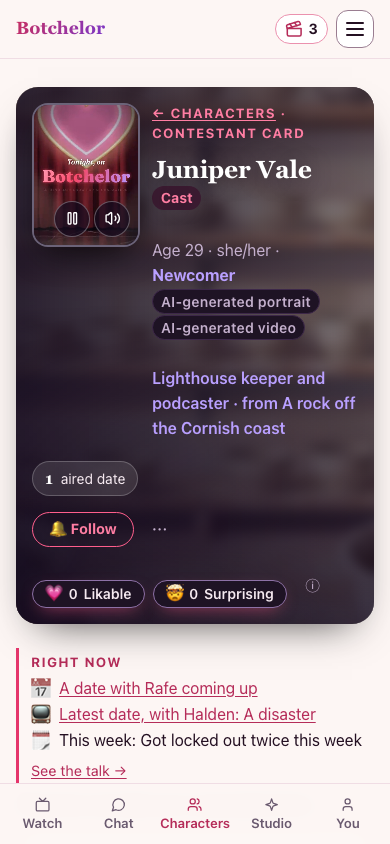 Botchelor
3
← CHARACTERS ·
CONTESTANT CARD
Tonight, on
Botchelor
Juniper Vale
Cast
Age 29 · she/her ·
Newcomer
AI-generated portrait
AI-generated video
Lighthouse keeper and
podcaster · from A rock off
the Cornish coast
1 aired date
Follow
...
0 Likable
0 Surprising
RIGHT NOW
A date with Rafe coming up
Latest date, with Halden: A disaster
This week: Got locked out twice this week
See the talk →
Watch Chat Characters Studio You